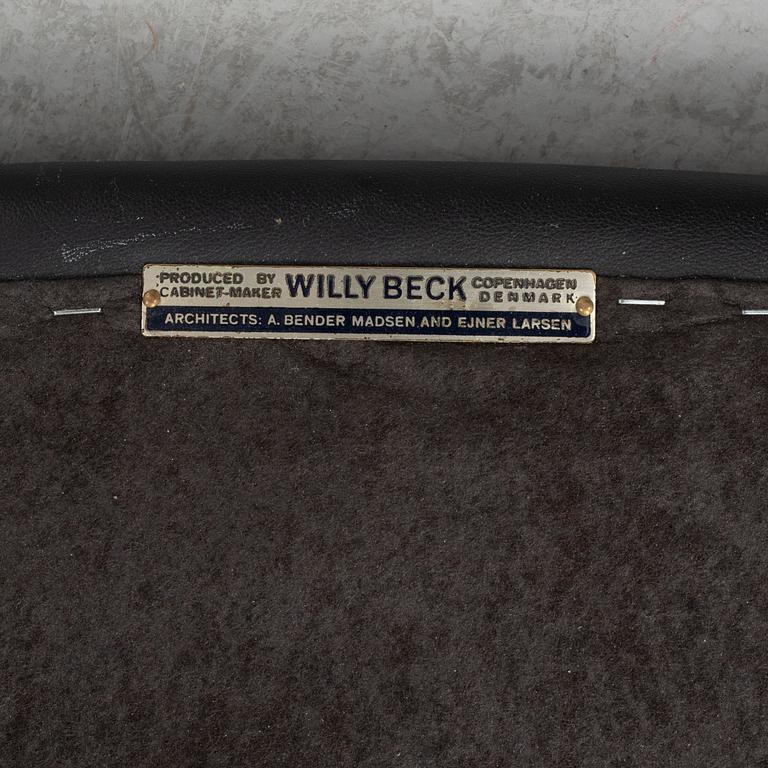 PRODUCED BY
CABINET-MAKER
WILLY BECK
COPENHAGEN
DENMARK
ARCHITECTS: A. BENDER MADSEN AND EJNER LARSEN